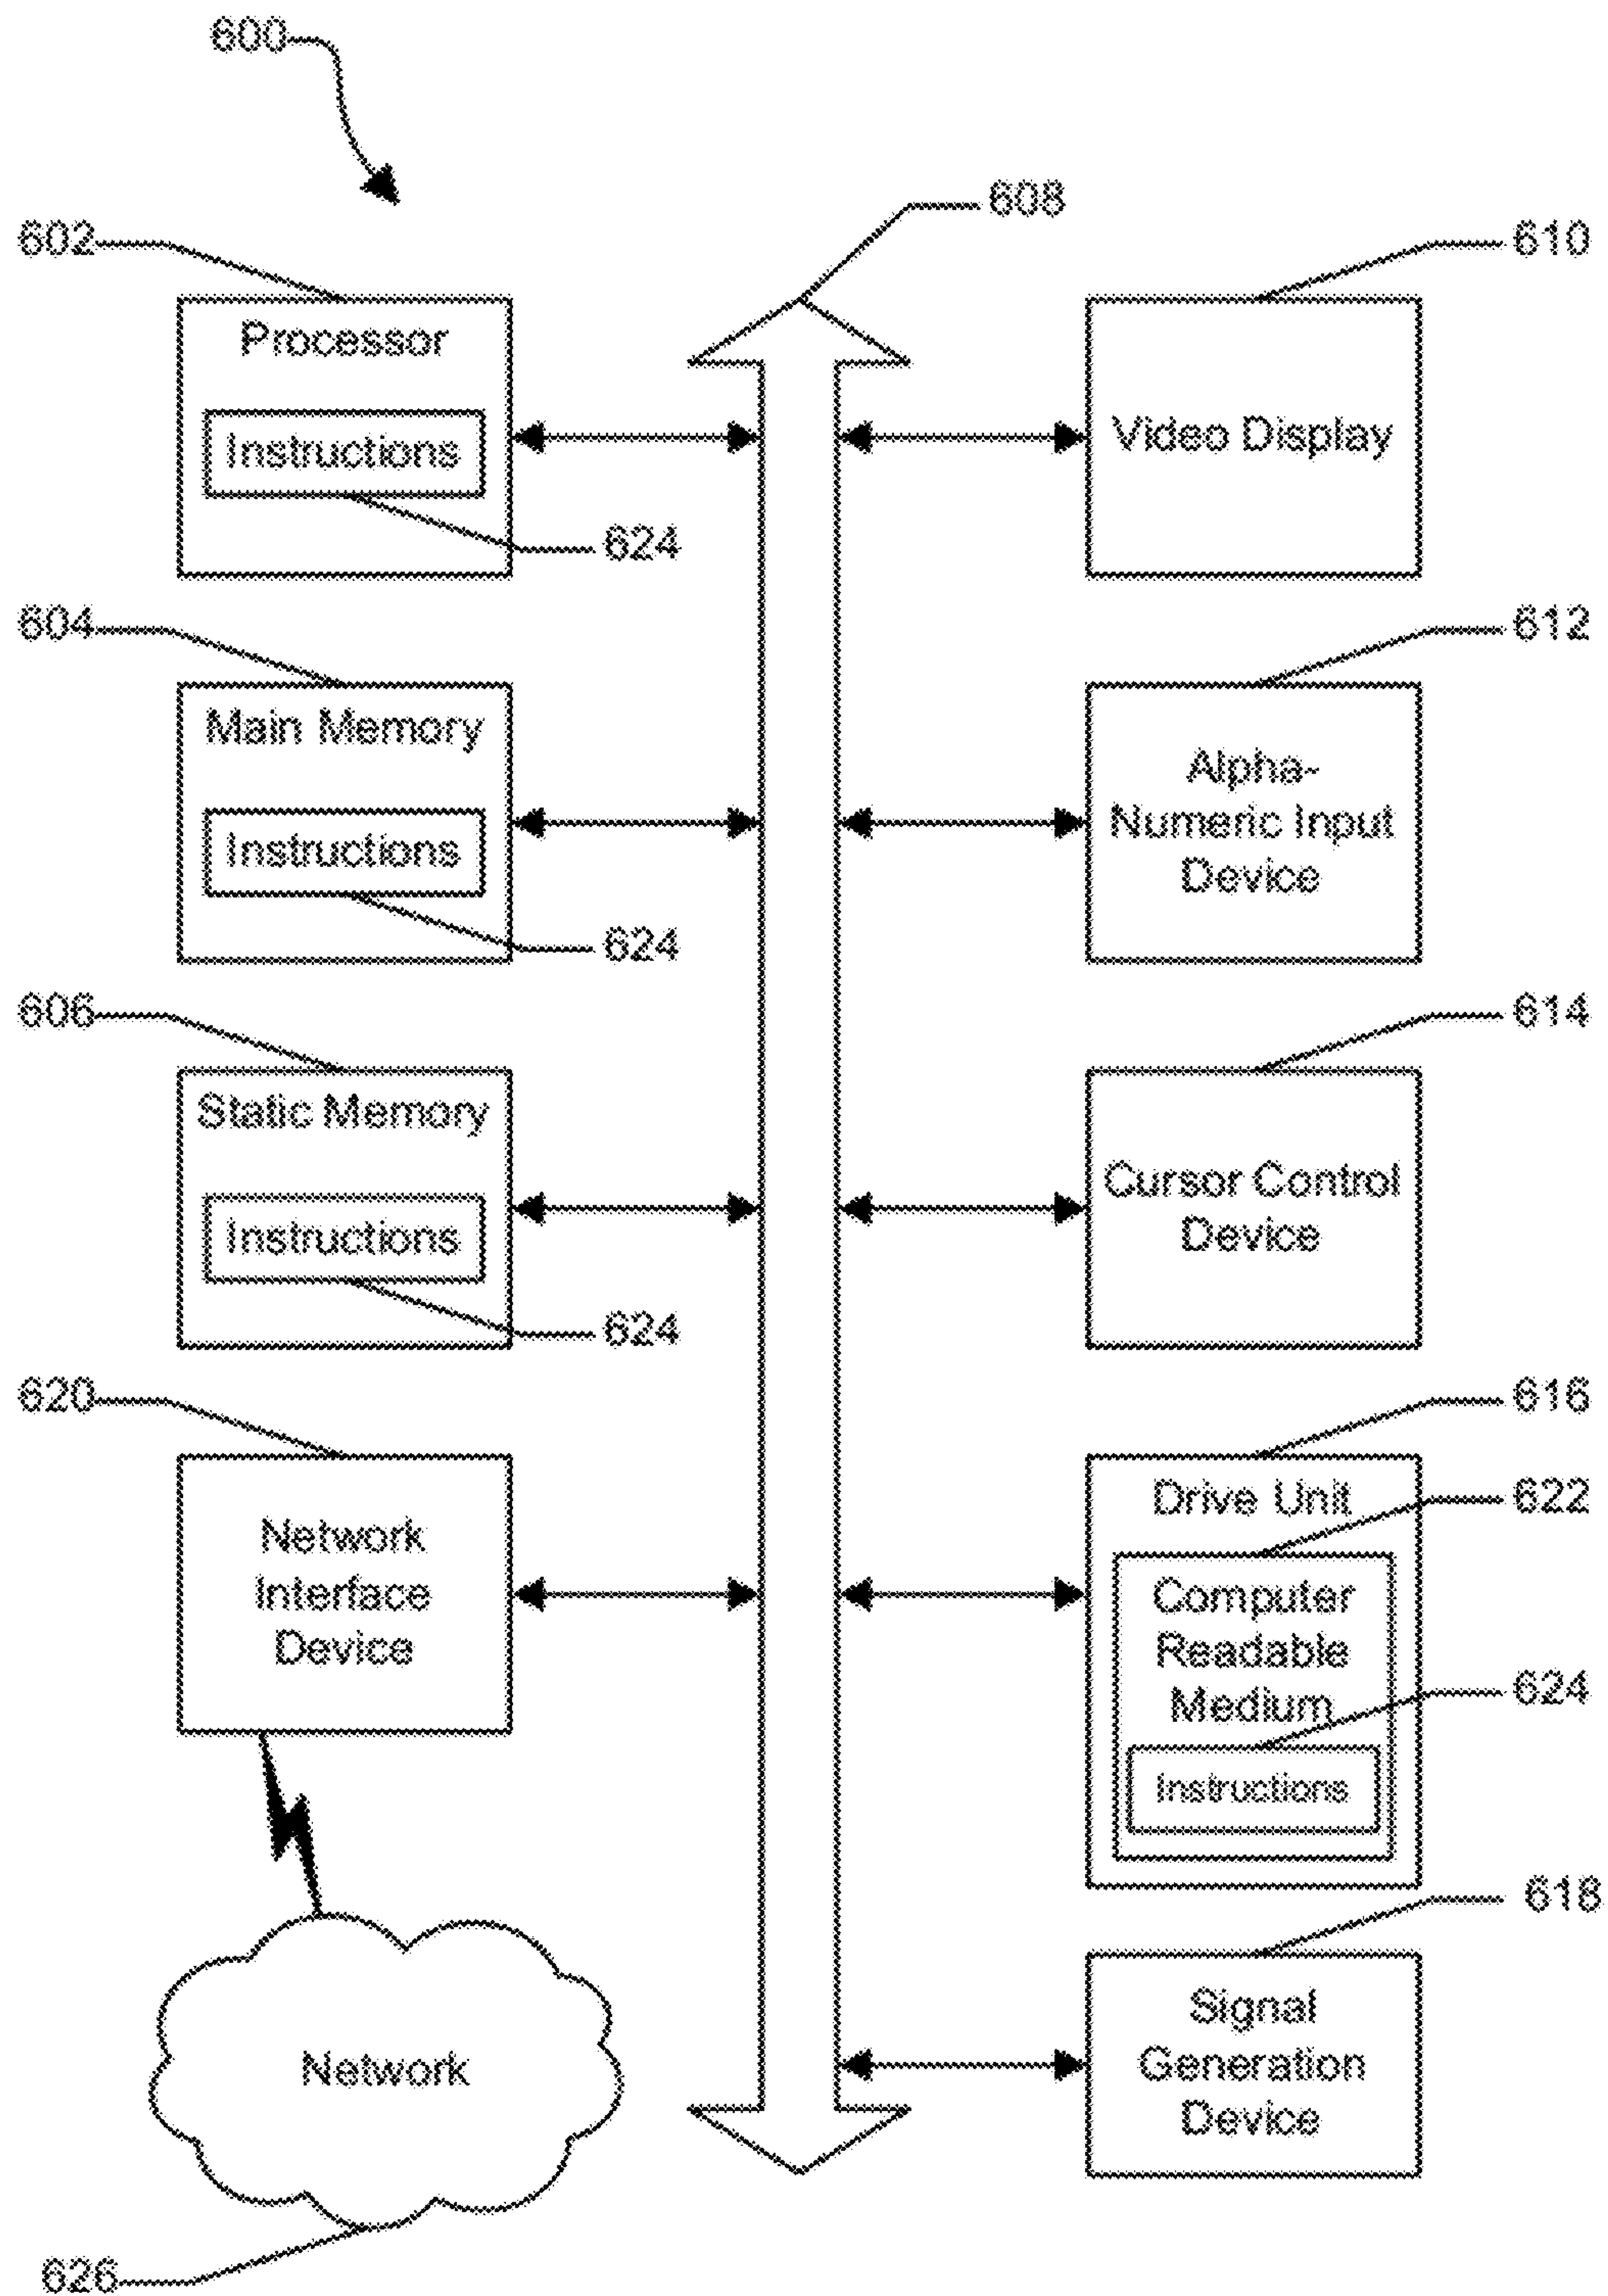 600
608
602
610
Processor
Instructions
624
Video Display
604
612
Main Memory
Instructions
624
Alpha-
Numeric Input
Device
606
614
Static Memory
Instructions
624
Cursor Control
Device
620
616
Network
Interface
Device
Drive Unit
622
Computer
Readable
Medium
624
Instructions
618
Signal
Generation
Device
Network
626